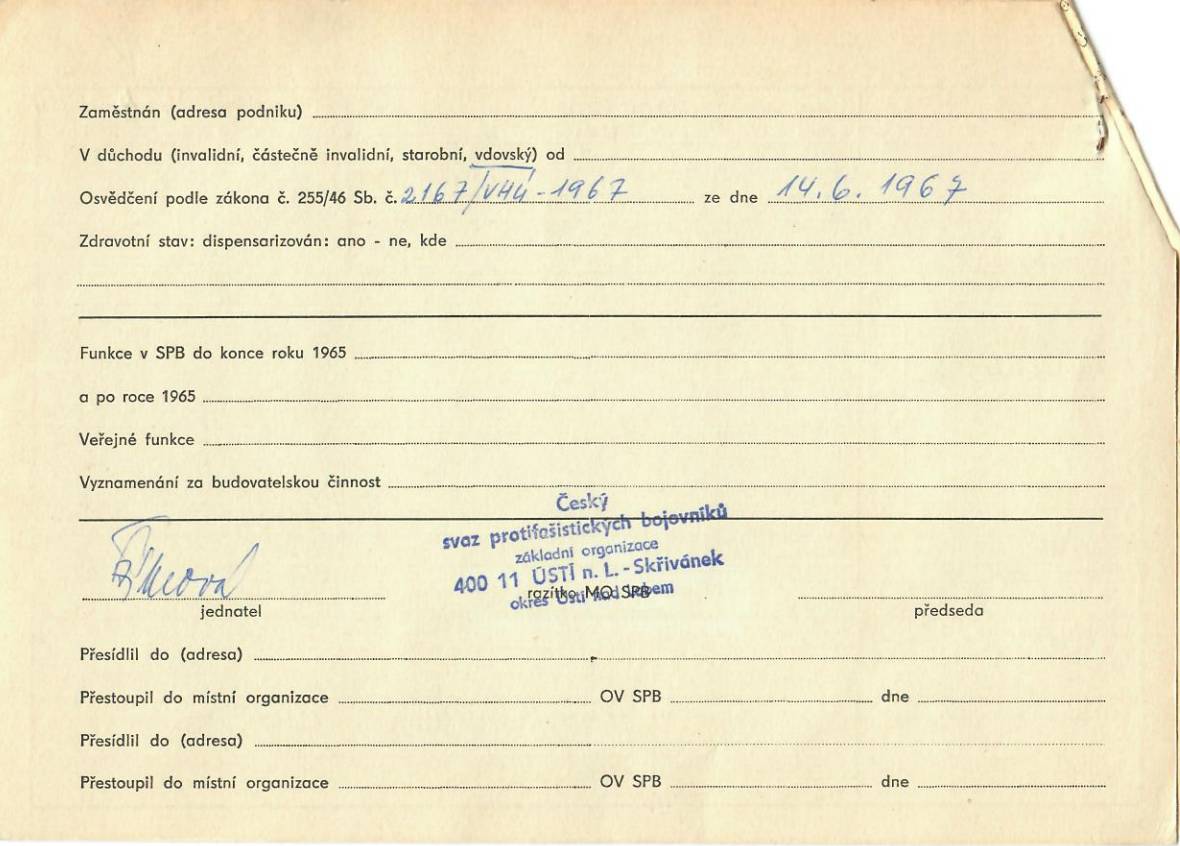 Zaměstnán (adresa podniku)
V důchodu (invalidní, částečně invalidní, starobní, vdovský) od
Osvědčení podle zákona č. 255/46 Sb. č. 2167/VHÚ-1967 ze dne 14.6.1967
Zdravotní stav: dispensarizován: ano - ne, kde
Funkce v SPB do konce roku 1965
a po roce 1965
Veřejné funkce
Vyznamenání za budovatelskou činnost
Český
svaz protifašistických bojovníků
základní organizace
400 11 ÚSTÍ n. L. - Skřivánek
okres Ústí nad Labem
razítko MO SPB
jednatel
předseda
Přesídlil do (adresa)
Přestoupil do místní organizace OV SPB dne
Přesídlil do (adresa)
Přestoupil do místní organizace OV SPB dne